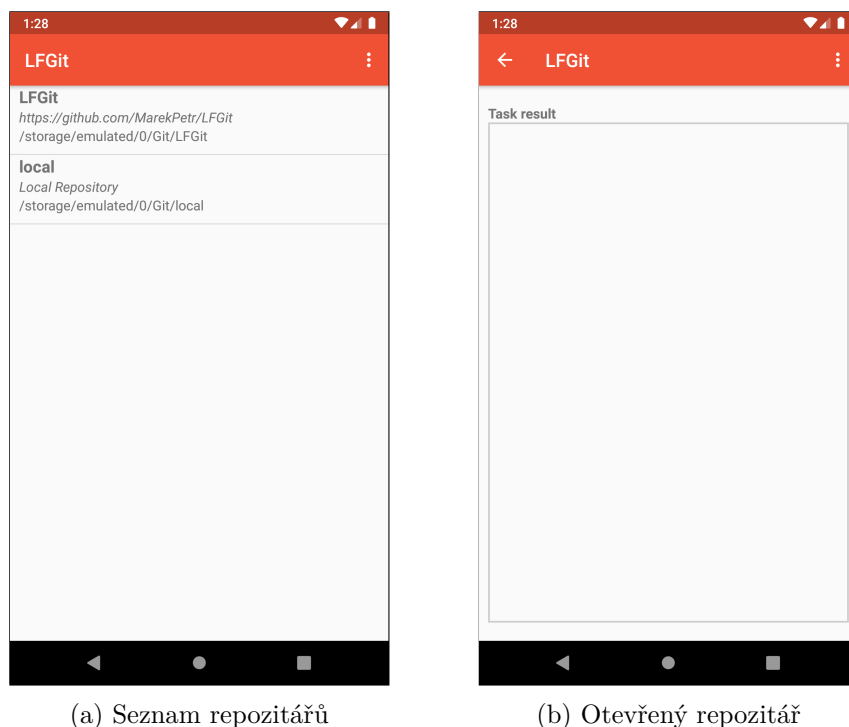 1:28
LFGit
LFGit
https://github.com/MarekPetr/LFGit
/storage/emulated/0/Git/LFGit
local
Local Repository
/storage/emulated/0/Git/local
(a) Seznam repozitářů
1:28
LFGit
Task result
(b) Otevřený repozitář